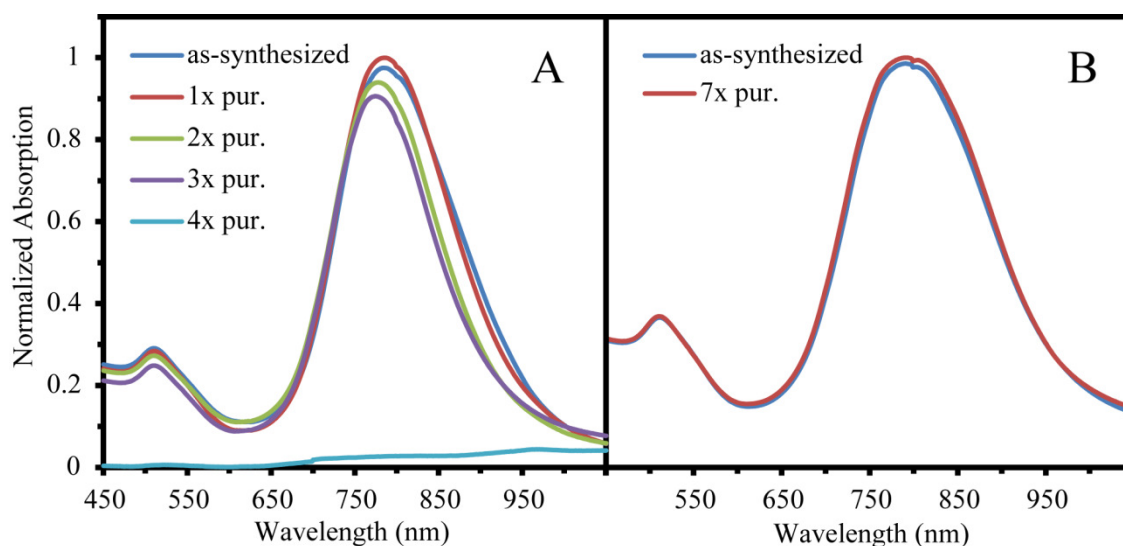 as-synthesized
1x pur.
2x pur.
3x pur.
4x pur.
A
as-synthesized
7x pur.
B
Normalized Absorption
1
0.8
0.6
0.4
0.2
0
450 550 650 750 850 950
Wavelength (nm)
550 650 750 850 950
Wavelength (nm)